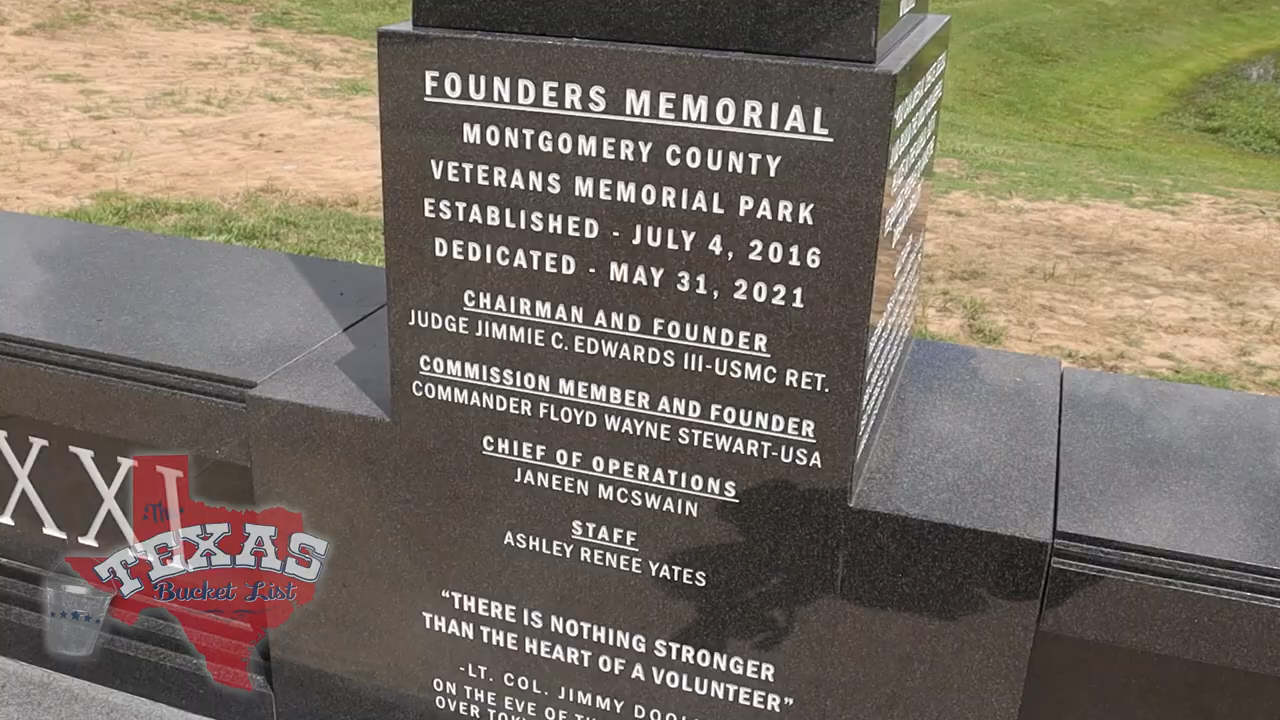 FOUNDERS MEMORIAL
MONTGOMERY COUNTY
VETERANS MEMORIAL PARK
ESTABLISHED - JULY 4, 2016
DEDICATED - MAY 31, 2021
CHAIRMAN AND FOUNDER
JUDGE JIMMIE C. EDWARDS III-USMC RET.
COMMISSION MEMBER AND FOUNDER
COMMANDER FLOYD WAYNE STEWART-USA
CHIEF OF OPERATIONS
JANEEN MCSWAIN
STAFF
ASHLEY RENEE YATES
“THERE IS NOTHING STRONGER
THAN THE HEART OF A VOLUNTEER”
-LT. COL. JIMMY
ON THE EVE OF
OVER
XXI
The
TEXAS
Bucket List